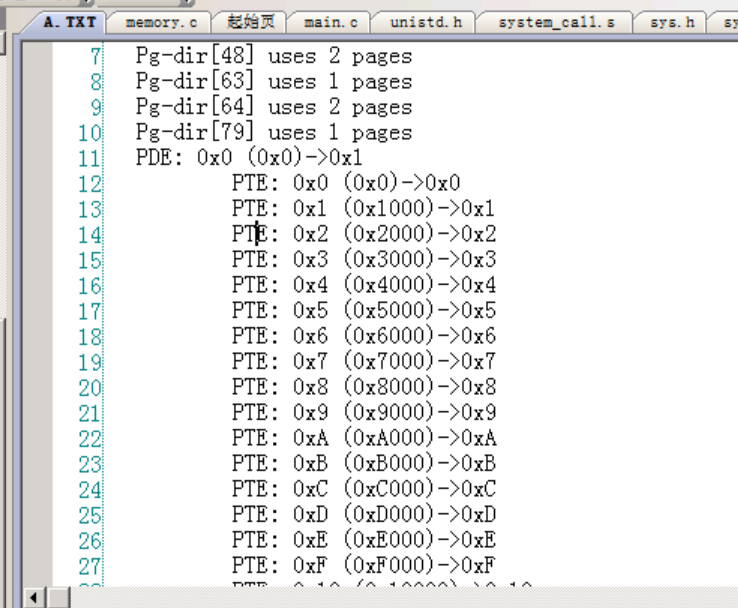 A.TXT memory.c 起始页 main.c unistd.h system_call.s sys.h sy
7 Pg-dir[48] uses 2 pages
8 Pg-dir[63] uses 1 pages
9 Pg-dir[64] uses 2 pages
10 Pg-dir[79] uses 1 pages
11 PDE: 0x0 (0x0)->0x1
12 PTE: 0x0 (0x0)->0x0
13 PTE: 0x1 (0x1000)->0x1
14 PTE: 0x2 (0x2000)->0x2
15 PTE: 0x3 (0x3000)->0x3
16 PTE: 0x4 (0x4000)->0x4
17 PTE: 0x5 (0x5000)->0x5
18 PTE: 0x6 (0x6000)->0x6
19 PTE: 0x7 (0x7000)->0x7
20 PTE: 0x8 (0x8000)->0x8
21 PTE: 0x9 (0x9000)->0x9
22 PTE: 0xA (0xA000)->0xA
23 PTE: 0xB (0xB000)->0xB
24 PTE: 0xC (0xC000)->0xC
25 PTE: 0xD (0xD000)->0xD
26 PTE: 0xE (0xE000)->0xE
27 PTE: 0xF (0xF000)->0xF